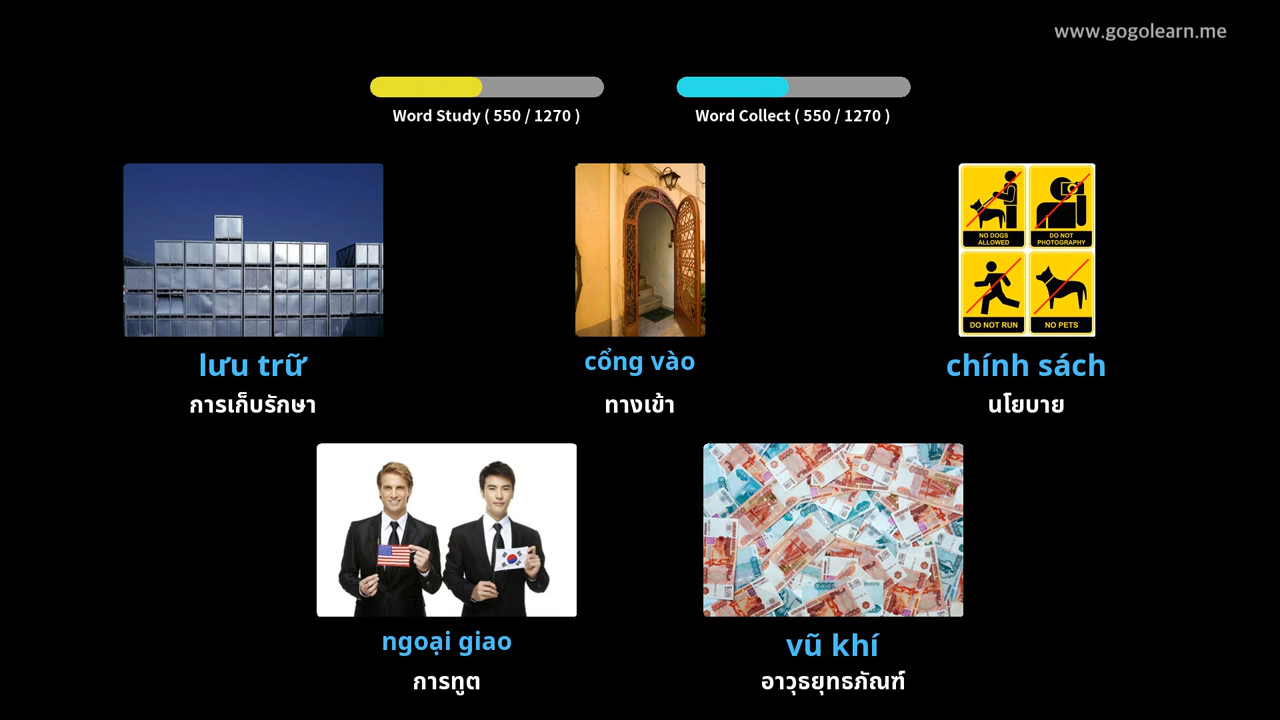 www.gogolearn.me
Word Study ( 550 / 1270 )
Word Collect ( 550 / 1270 )
NO DOGS
ALLOWED
DO NOT
PHOTOGRAPHY
DO NOT RUN
NO PETS
lưu trữ
cổng vào
chính sách
การเก็บรักษา
ทางเข้า
นโยบาย
ngoại giao
vũ khí
การทูต
อาวุธยุทธภัณฑ์